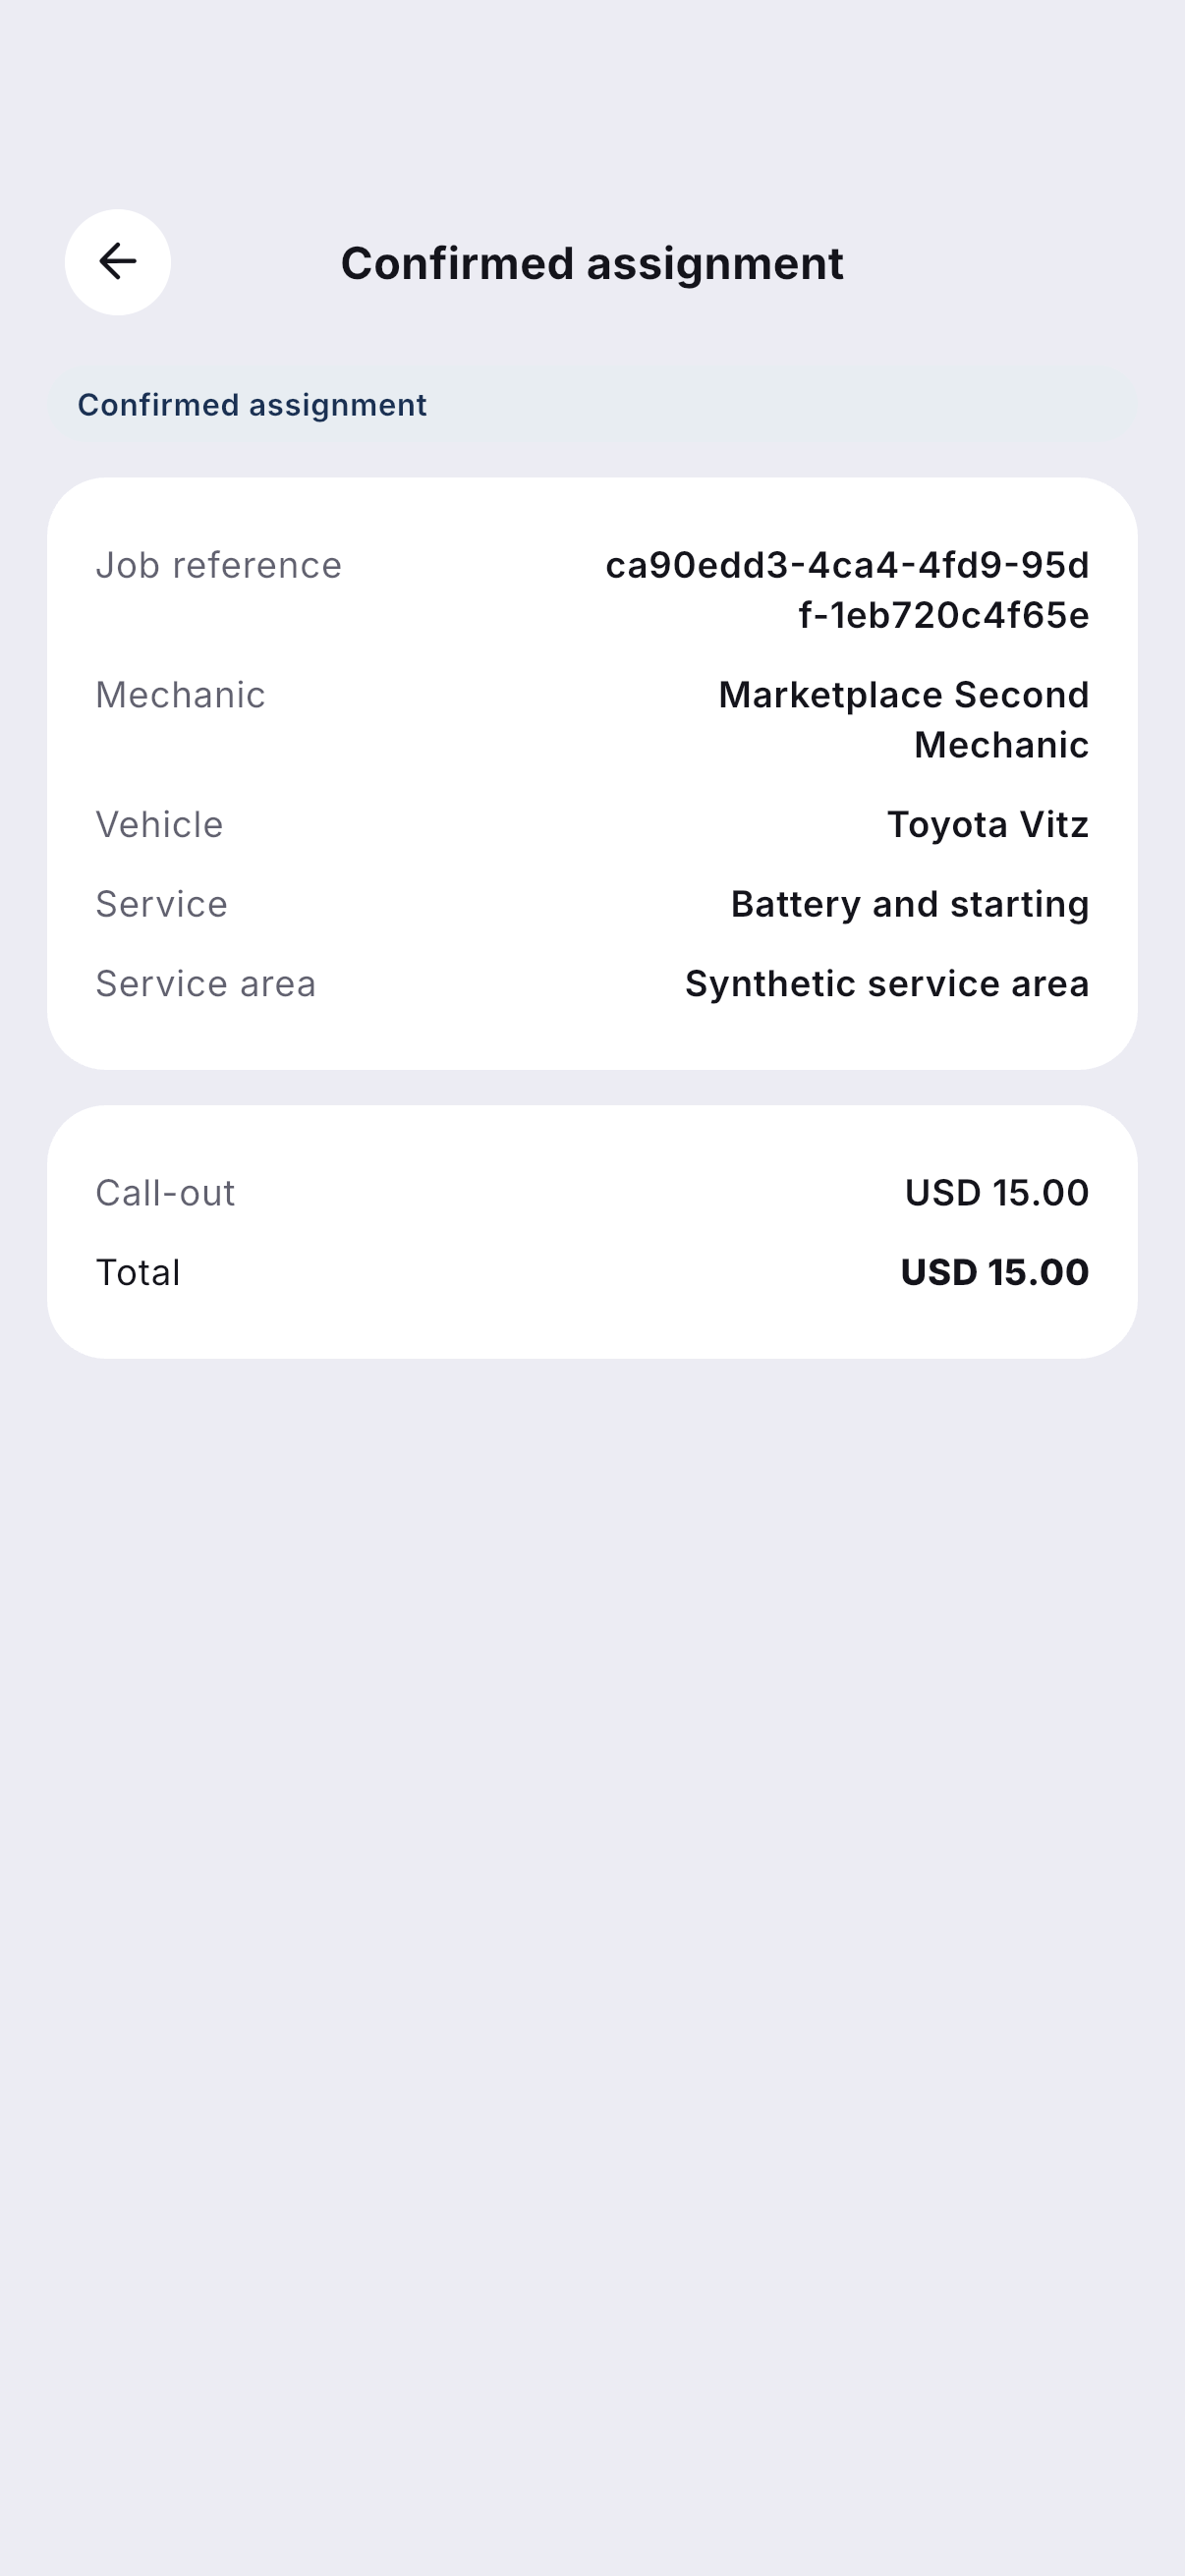 Confirmed assignment
Confirmed assignment
Job reference ca90edd3-4ca4-4fd9-95d
f-1eb720c4f65e
Mechanic Marketplace Second
Mechanic
Vehicle Toyota Vitz
Service Battery and starting
Service area Synthetic service area
Call-out USD 15.00
Total USD 15.00